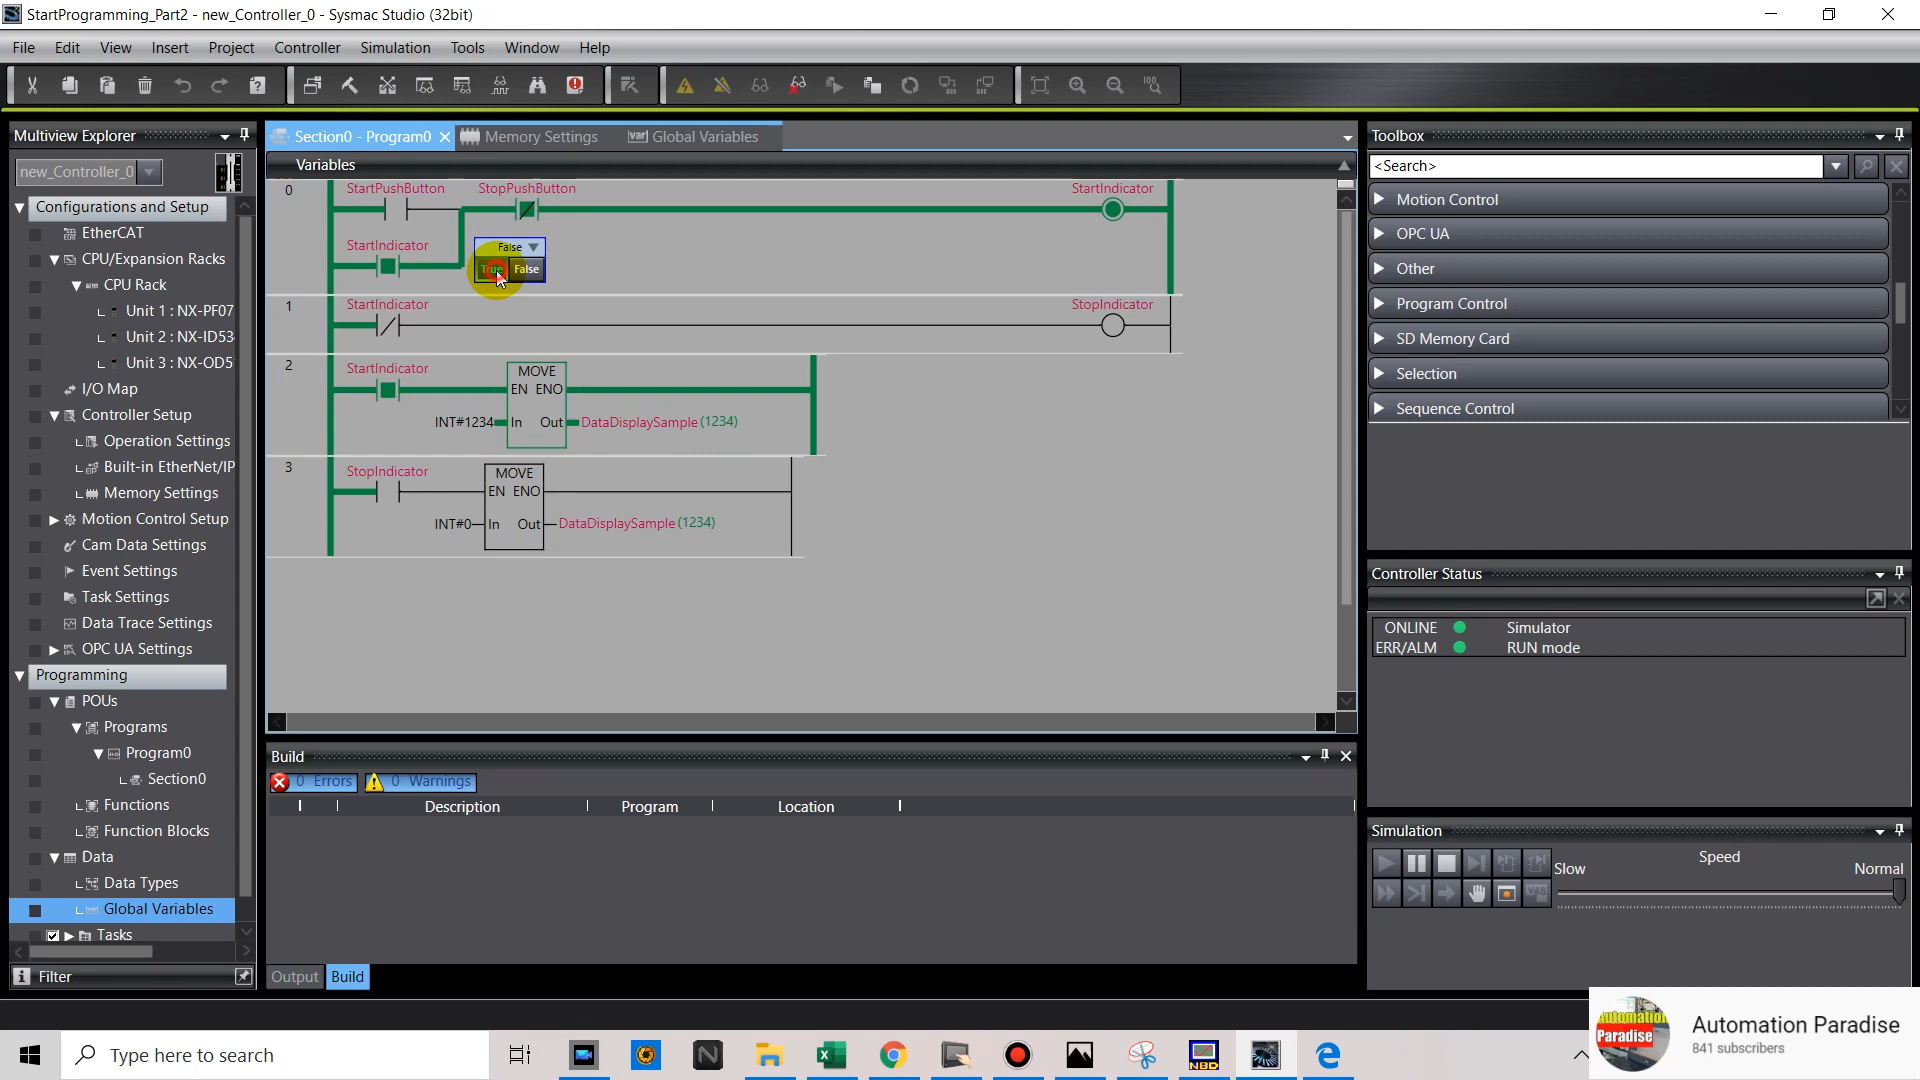 StartProgramming_Part2 - new_Controller_0 - Sysmac Studio (32bit)
File Edit View Insert Project Controller Simulation Tools Window Help
Multiview Explorer
new_Controller_0
Configurations and Setup
EtherCAT
CPU/Expansion Racks
CPU Rack
Unit 1 : NX-PF07
Unit 2 : NX-ID53
Unit 3 : NX-OD5
I/O Map
Controller Setup
Operation Settings
Built-in EtherNet/IP
Memory Settings
Motion Control Setup
Cam Data Settings
Event Settings
Task Settings
Data Trace Settings
OPC UA Settings
Programming
POUs
Programs
Program0
Section0
Functions
Function Blocks
Data
Data Types
Global Variables
Tasks
Filter
Section0 - Program0 Memory Settings Global Variables
Variables
0 StartPushButton StopPushButton StartIndicator
StartIndicator False
True False
1 StartIndicator StopIndicator
2 StartIndicator MOVE
EN ENO
INT#1234 In Out DataDisplaySample (1234)
3 StopIndicator MOVE
EN ENO
INT#0 In Out DataDisplaySample (1234)
Build
0 Errors 0 Warnings
Description Program Location
Output Build
Toolbox
<Search>
Motion Control
OPC UA
Other
Program Control
SD Memory Card
Selection
Sequence Control
Controller Status
ONLINE Simulator
ERR/ALM RUN mode
Simulation
Speed
Slow Normal
Automation Paradise
Automation Paradise
841 subscribers
Type here to search
NBD